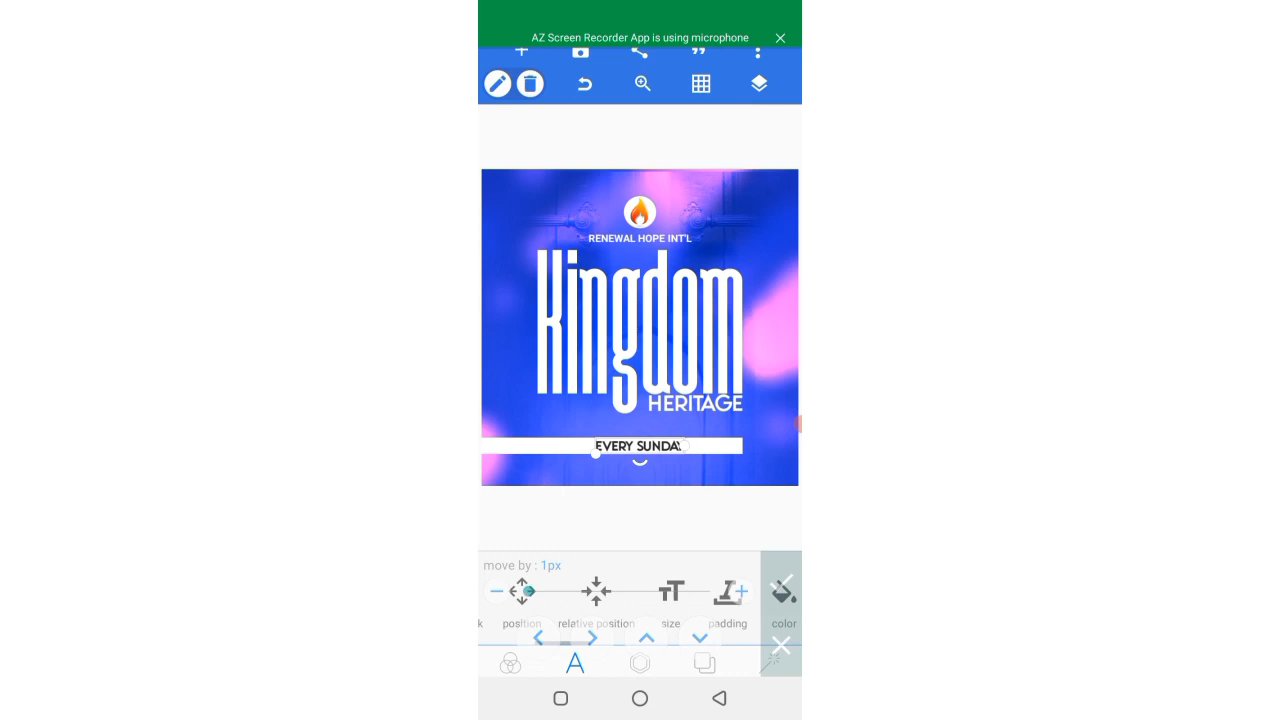 AZ Screen Recorder App is using microphone
RENEWAL HOPE INT'L
Kingdom
HERITAGE
EVERY SUNDAY
move by : 1px
k position relative position size padding color